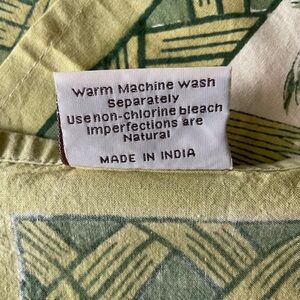 Warm Machine Wash
Separately
Use non-chlorine bleach
Imperfections are
Natural
MADE IN INDIA